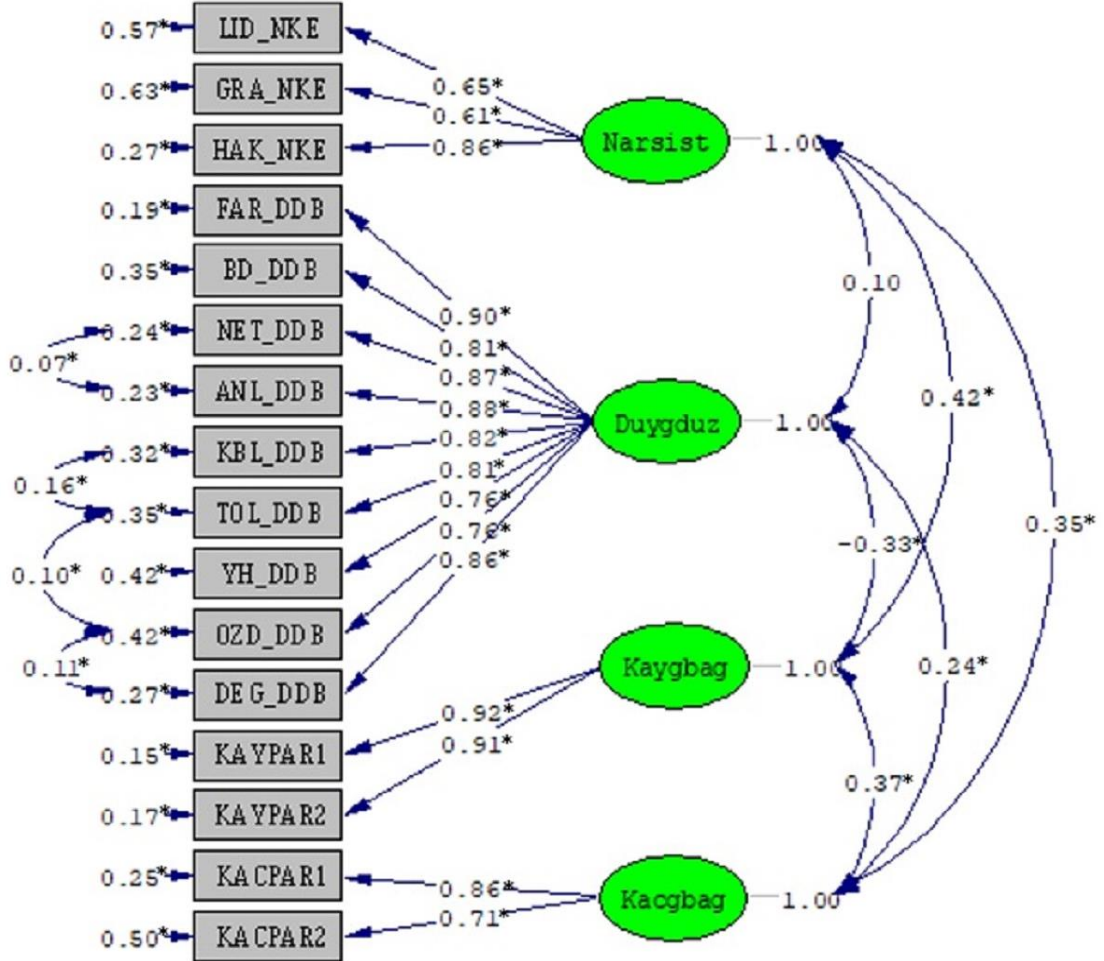 0.57* LID_NKE
0.65*
0.63* GRA_NKE
0.61*
0.27* HAK_NKE
0.86*
Narsist 1.00
0.19* FAR_DDB
0.35* BD_DDB
0.10
0.90*
0.24* NET_DDB
0.81*
0.07*
0.87*
0.23* ANL_DDB
0.88*
0.42*
Duygduz 1.00
0.32* KBL_DDB
0.82*
0.16*
0.81*
0.35* TOL_DDB
0.76*
0.35*
0.76*
-0.33*
0.86*
0.10*
0.42* YH_DDB
0.42* OZD_DDB
0.11*
Kaygbag 1.00
0.24*
0.27* DEG_DDB
0.92*
0.91*
0.15* KAYPAR1
0.37*
0.17* KAYPAR2
0.25* KACPAR1
0.86*
Kacgbag 1.00
0.71*
0.50* KACPAR2